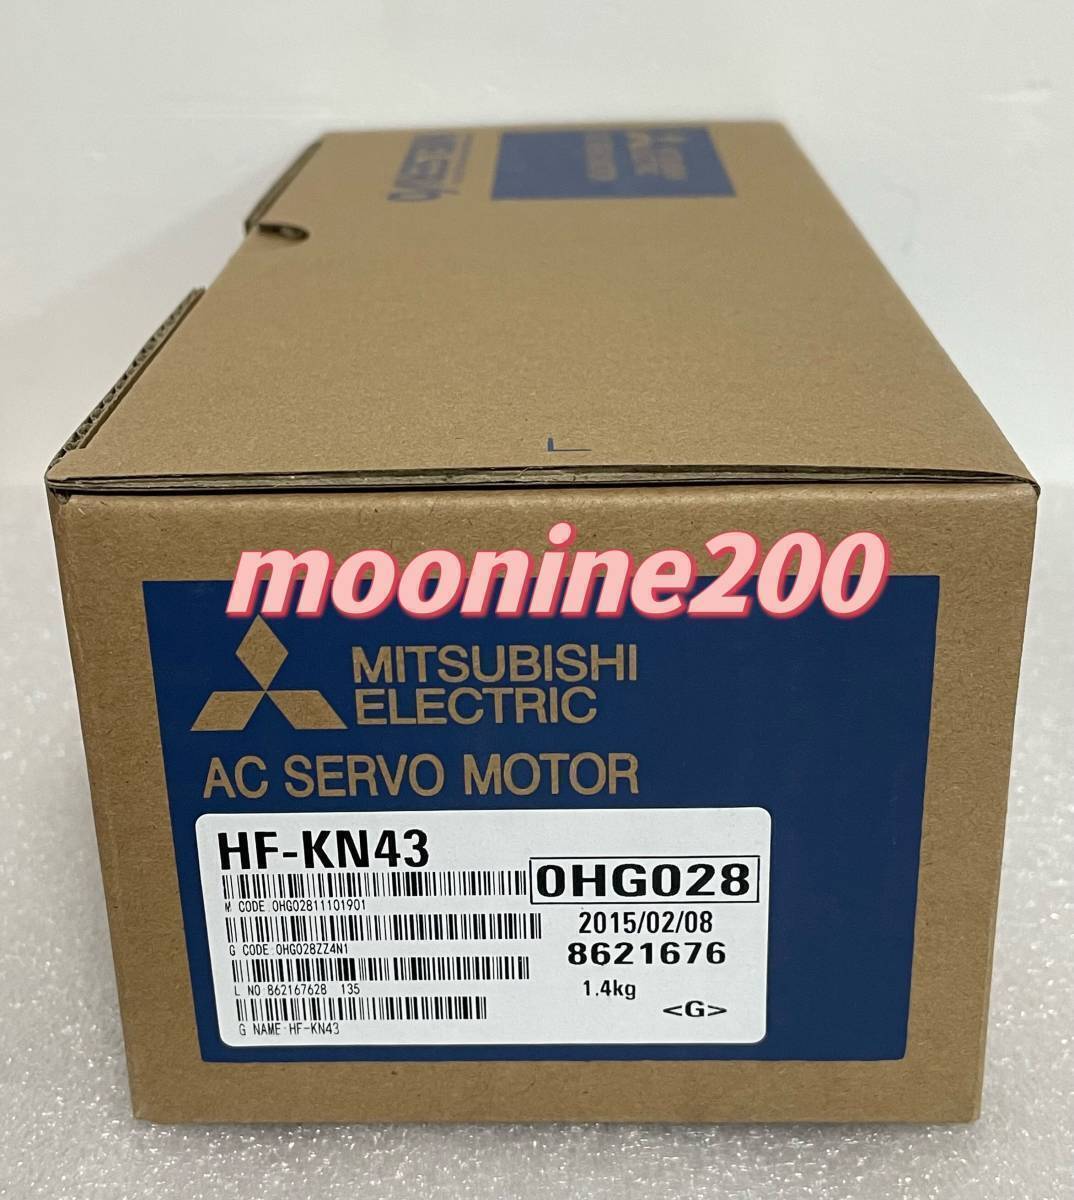 MELSERVO
moonine200
MITSUBISHI
ELECTRIC
AC SERVO MOTOR
HF-KN43
0HG028
M CODE 0HG02811101901
2015/02/08
G CODE 0HG028ZZ4N1
8621676
L NO 862167628 135
1.4kg
<G>
G NAME HF-KN43